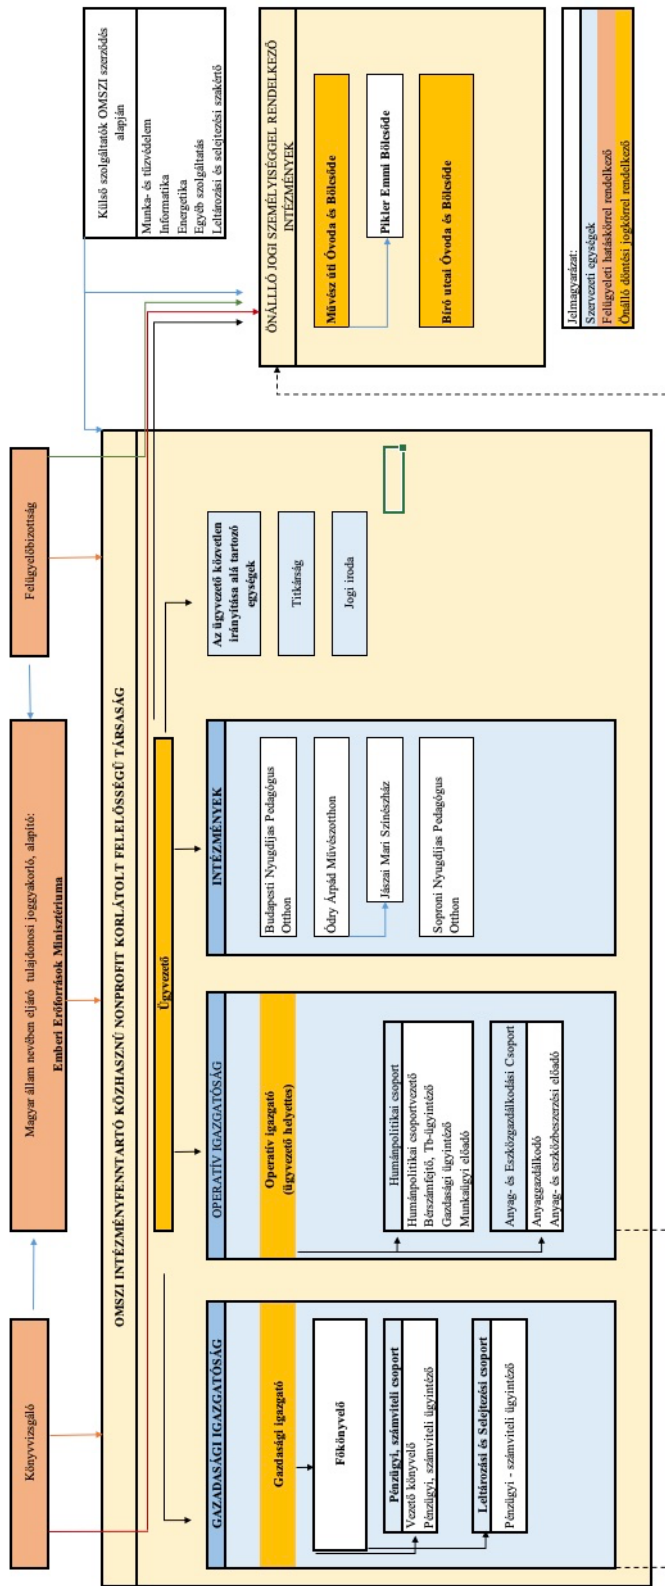 Könyvvizsgáló
Magyar állam nevében eljáró tulajdonosi joggyakorló, alapító:
Emberi Erőforrások Minisztériuma
Felügyelőbizottság
Külső szolgáltatók OMSZI szerződés
alapján
Munka- és tűzvédelem
Informatika
Energetika
Egyéb szolgáltatás
Leltározási és selejtezési szakértő
OMSZI INTÉZMÉNYFENNTARTÓ KÖZHASZNÚ NONPROFIT KORLÁTOLT FELELŐSSÉGŰ TÁRSASÁG
Ügyvezető
GAZADASÁGI IGAZGATÓSÁG
Gazdasági igazgató
Főkönyvelő
Pénzügyi, számviteli csoport
Vezető könyvelő
Pénzügyi, számviteli ügyintéző
Leltározási és Selejtezési csoport
Pénzügyi - számviteli ügyintéző
OPERATÍV IGAZGATÓSÁG
Operatív igazgató
(ügyvezető helyettes)
Humánpolitikai csoport
Humánpolitikai csoportvezető
Bérszámfejtő, Tb-ügyintéző
Gazdasági ügyintéző
Munkaügyi előadó
Anyag- és Eszközgazdálkodási Csoport
Anyaggazdálkodó
Anyag- és eszközbeszerzési előadó
INTÉZMÉNYEK
Budapesti Nyugdíjas Pedagógus
Otthon
Ódry Árpád Művészotthon
Jászai Mari Színészház
Soproni Nyugdíjas Pedagógus
Otthon
Az ügyvezető közvetlen
irányítása alá tartozó
egységek
Titkárság
Jogi iroda
ÖNÁLLLÓ JOGI SZEMÉLYISÉGGEL RENDELKEZŐ
INTÉZMÉNYEK
Művész úti Óvoda és Bölcsőde
Pikler Emmi Bölcsőde
Bíró utcai Óvoda és Bölcsőde
Jelmagyarázat:
Szervezeti egységek
Felügyeleti hatáskörrel rendelkező
Önálló döntési jogkörrel rendelkező